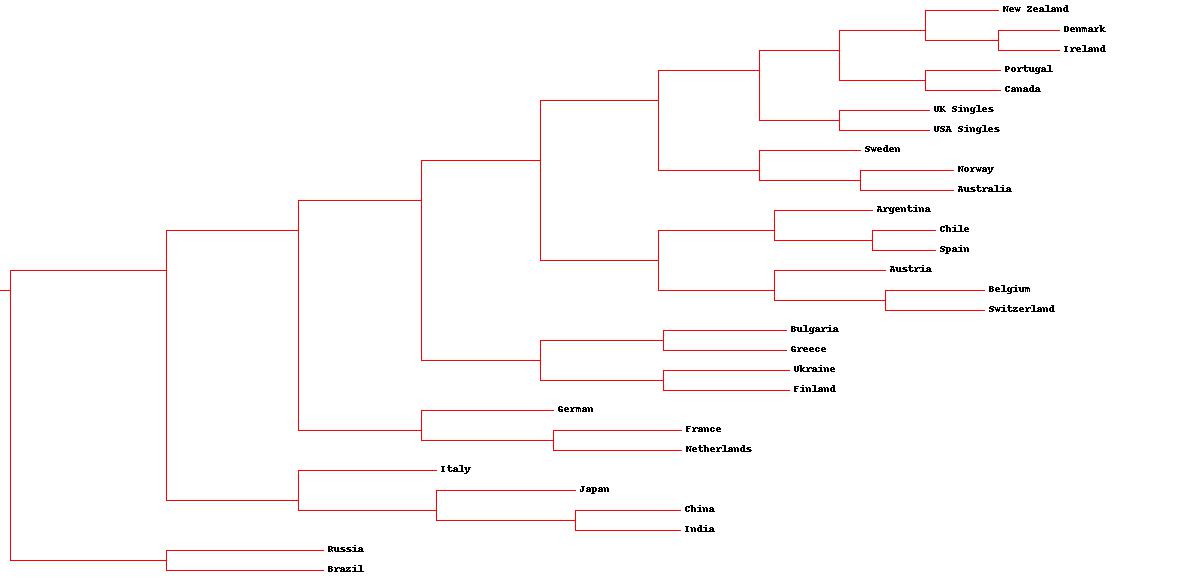 New Zealand
Denmark
Ireland
Portugal
Canada
UK Singles
USA Singles
Sweden
Norway
Australia
Argentina
Chile
Spain
Austria
Belgium
Switzerland
Bulgaria
Greece
Ukraine
Finland
German
France
Netherlands
Italy
Japan
China
India
Russia
Brazil